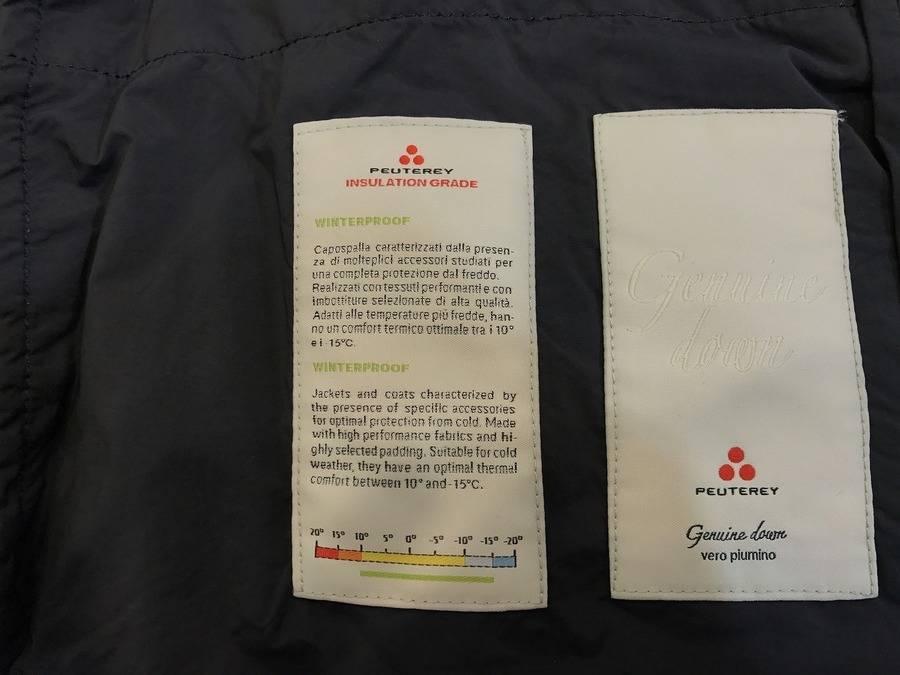 PEUTEREY
INSULATION GRADE
WINTERPROOF
Capospalla caratterizzati dalla presen-
za di molteplici accessori studiati per
una completa protezione dal freddo.
Realizzati con tessuti performanti e con
imbottiture selezionate di alta qualità.
Adatti alle temperature più fredde, han-
no un comfort termico ottimale tra i 10°
e i -15°C.
WINTERPROOF
Jackets and coats characterized by
the presence of specific accessories
for optimal protection from cold. Made
with high performance fabrics and hi-
ghly selected padding. Suitable for cold
weather, they have an optimal thermal
comfort between 10° and -15°C.
20° 15° 10° 5° 0° -5° -10° -15° -20°
Genuine
down
PEUTEREY
Genuine down
vero piumino